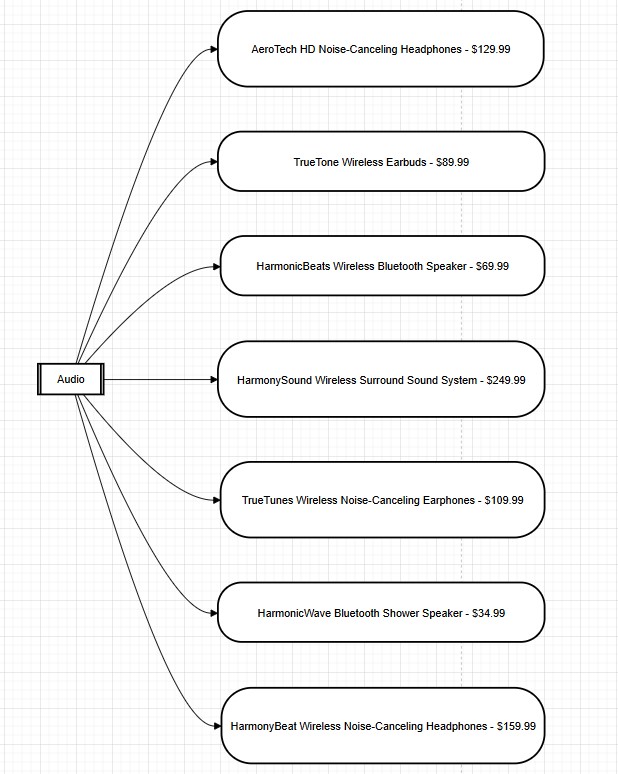 AeroTech HD Noise-Canceling Headphones - $129.99
TrueTone Wireless Earbuds - $89.99
HarmonicBeats Wireless Bluetooth Speaker - $69.99
Audio
HarmonySound Wireless Surround Sound System - $249.99
TrueTunes Wireless Noise-Canceling Earphones - $109.99
HarmonicWave Bluetooth Shower Speaker - $34.99
HarmonyBeat Wireless Noise-Canceling Headphones - $159.99